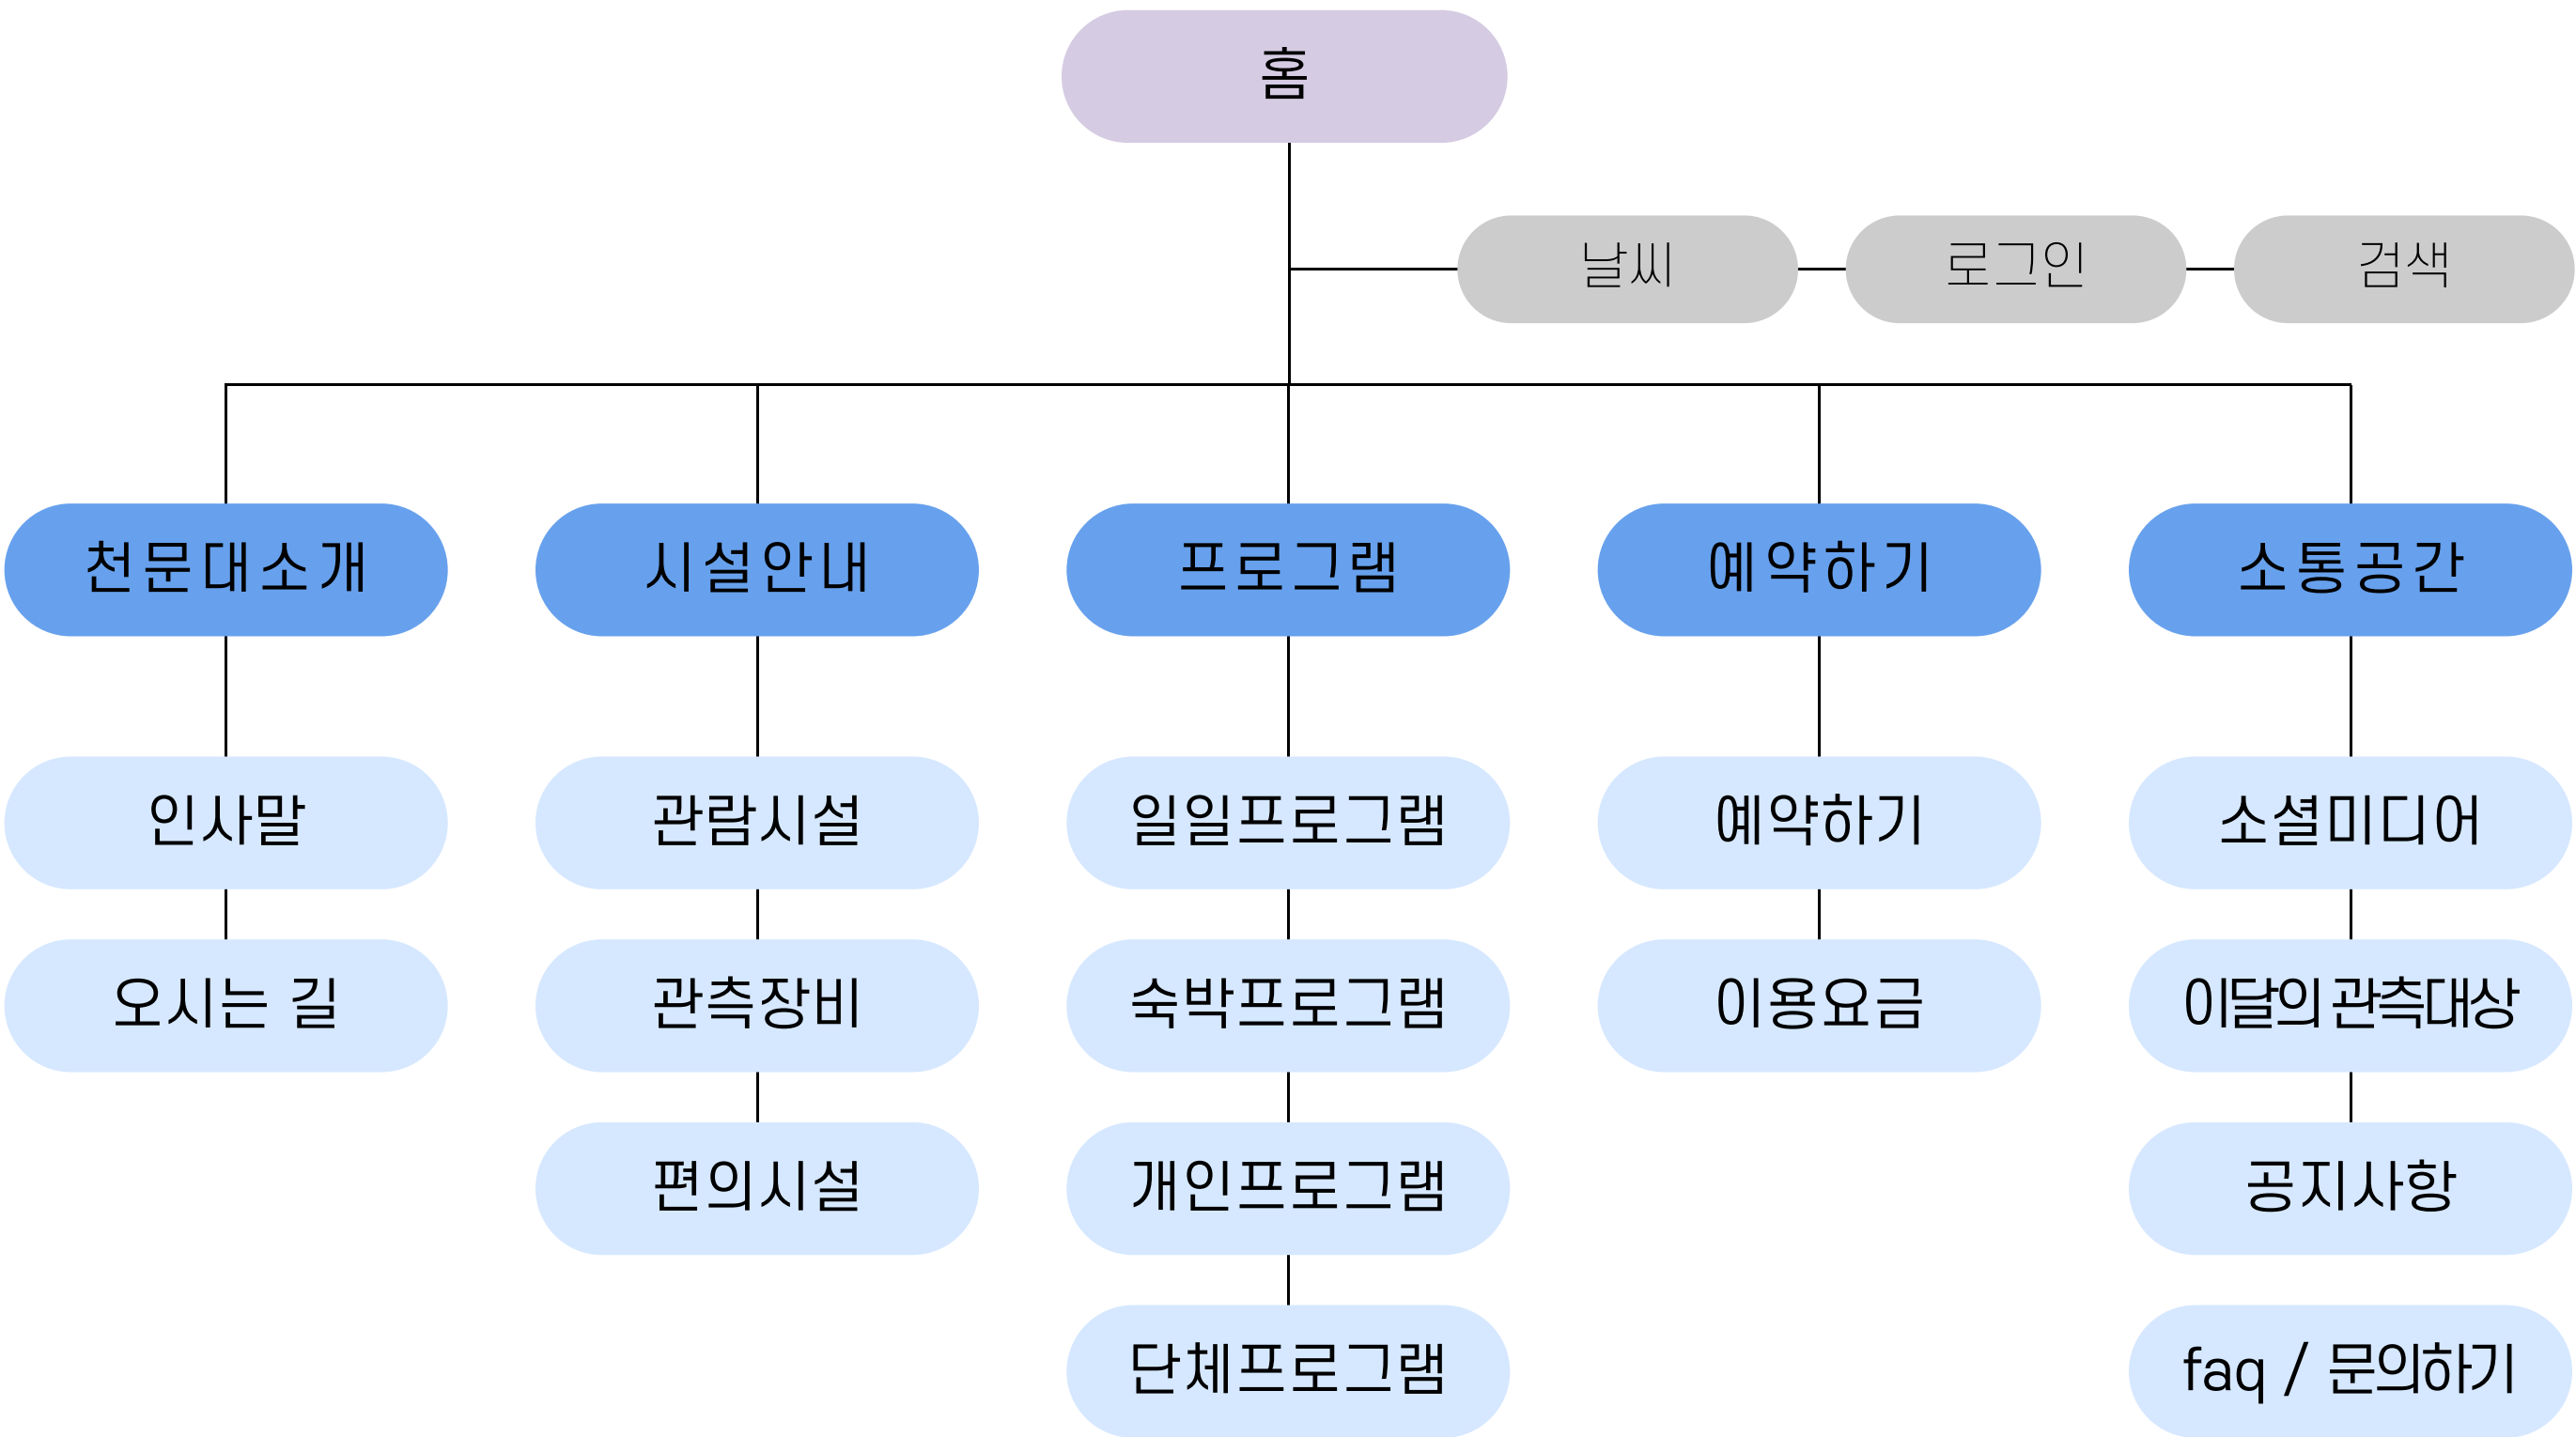 홈
날씨
로그인
검색
천문대소개
시설안내
프로그램
예약하기
소통공간
인사말
관람시설
일일프로그램
예약하기
소셜미디어
오시는 길
관측장비
숙박프로그램
이용요금
이달의 관측대상
편의시설
개인프로그램
공지사항
단체프로그램
faq / 문의하기